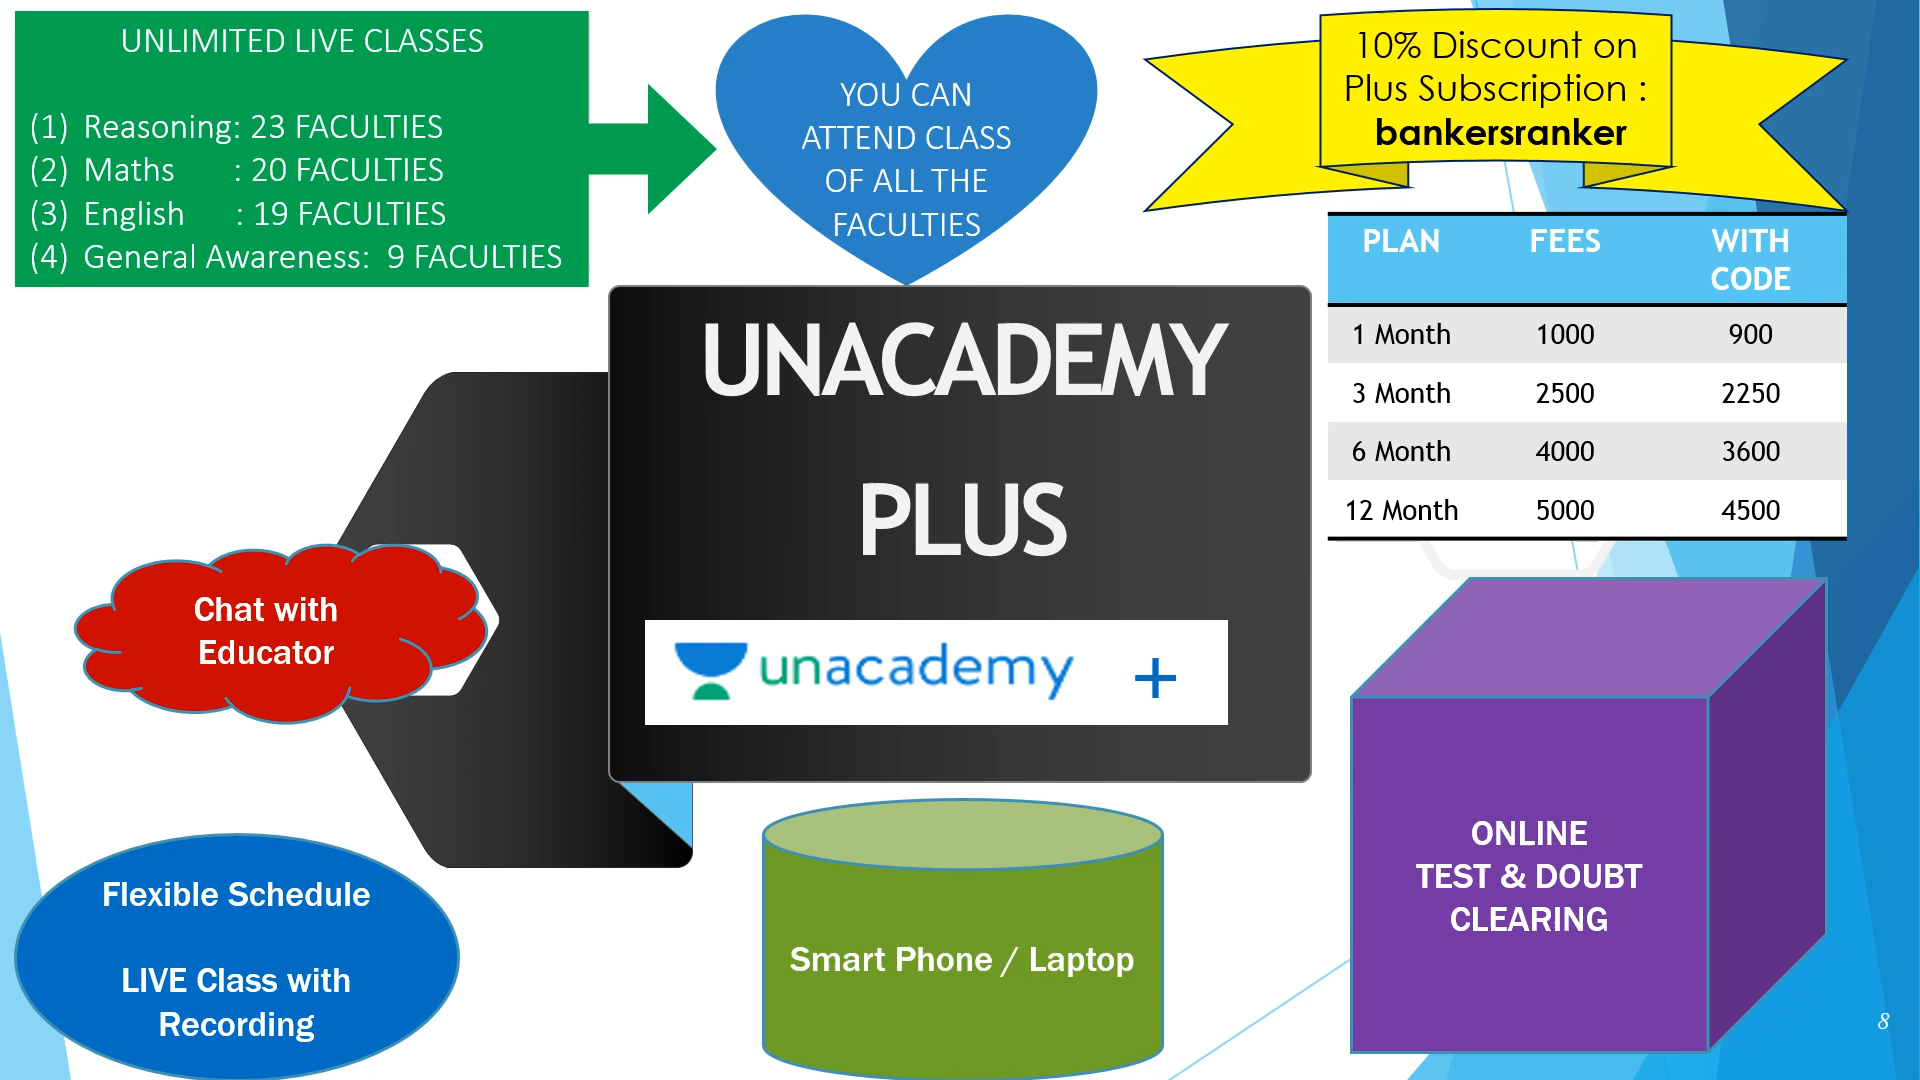 UNLIMITED LIVE CLASSES
(1) Reasoning: 23 FACULTIES
(2) Maths : 20 FACULTIES
(3) English : 19 FACULTIES
(4) General Awareness: 9 FACULTIES
YOU CAN
ATTEND CLASS
OF ALL THE
FACULTIES
10% Discount on
Plus Subscription :
bankersranker
PLAN FEES WITH
CODE
1 Month 1000 900
3 Month 2500 2250
6 Month 4000 3600
12 Month 5000 4500
UNACADEMY
PLUS
unacademy +
Chat with
Educator
Flexible Schedule
LIVE Class with
Recording
Smart Phone / Laptop
ONLINE
TEST & DOUBT
CLEARING
8